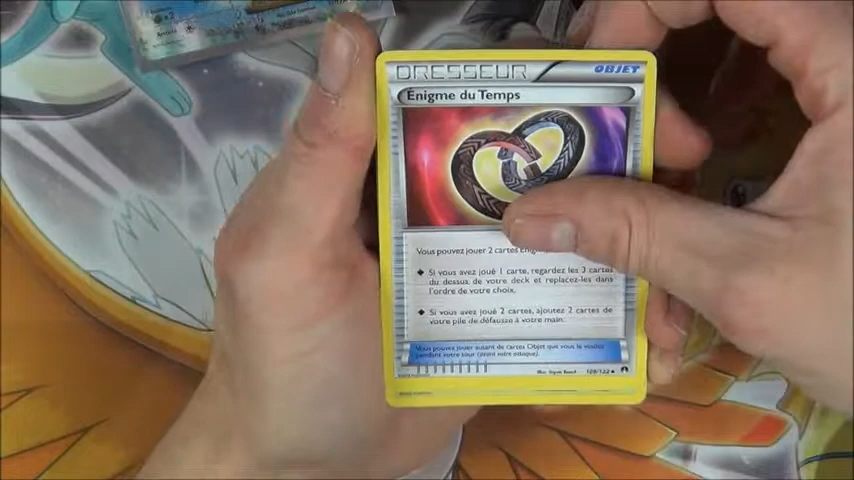 DRESSEUR OBJET
Énigme du Temps
Vous pouvez jouer 2 cartes
Si vous avez joué 1 carte, regardez les 3 cartes
du dessus de votre deck et replacez-les dans
l'ordre de votre choix.
Si vous avez joué 2 cartes, ajoutez 2 cartes de
votre pile de défausse à votre main.
Vous pouvez jouer autant de cartes Objet que vous le voulez
pendant votre tour (avant votre attaque).
109/122